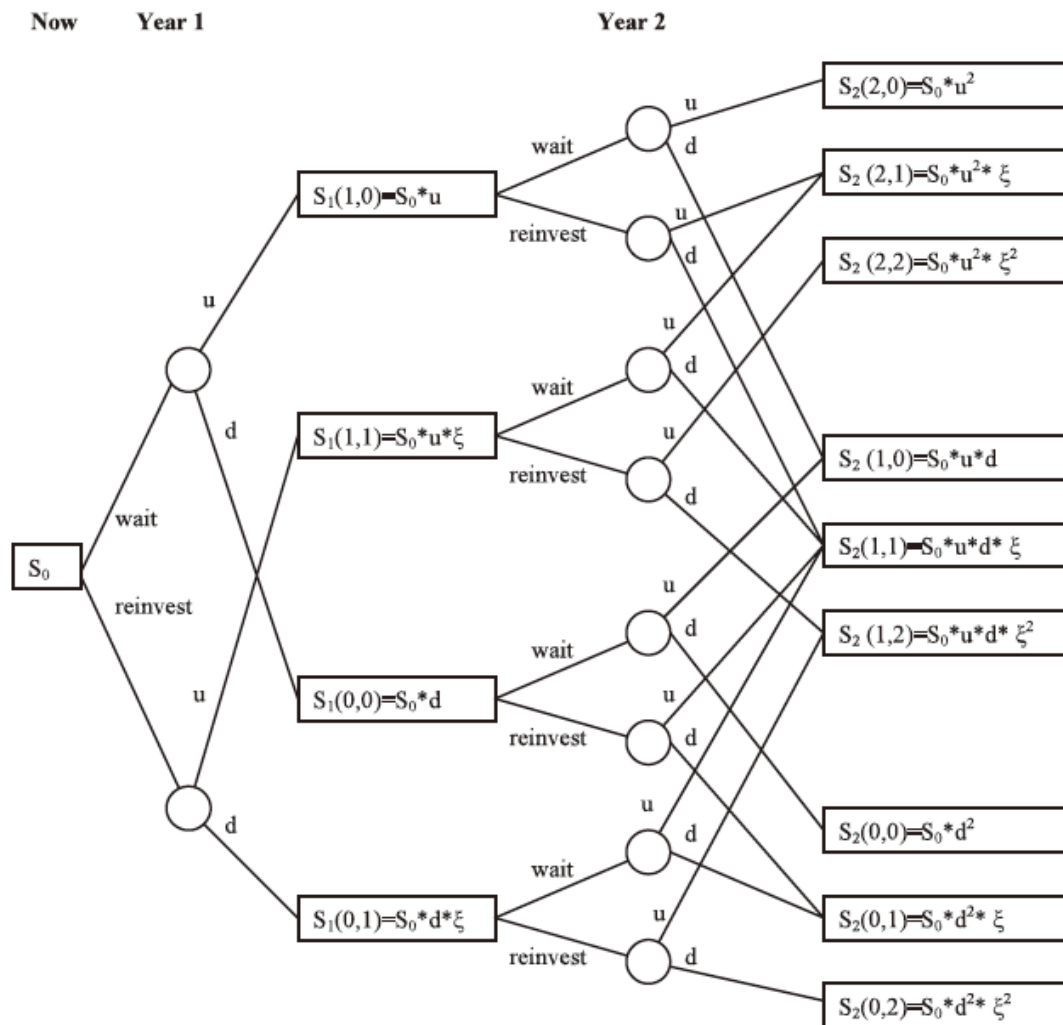 Now Year 1 Year 2
S₂(2,0)=S₀*u²
u
wait
d
S₂ (2,1)=S₀*u²* ξ
S₁(1,0)=S₀*u
u
reinvest
d
S₂ (2,2)=S₀*u²* ξ²
u
u
wait
d
d
S₁(1,1)=S₀*u*ξ
u
S₂ (1,0)=S₀*u*d
reinvest
d
wait
S₂(1,1)=S₀*u*d* ξ
S₀
u
reinvest
d
S₂ (1,2)=S₀*u*d* ξ²
wait
u
S₁(0,0)=S₀*d
u
reinvest
d
u
S₂(0,0)=S₀*d²
d
d
wait
u
S₁(0,1)=S₀*d*ξ
S₂(0,1)=S₀*d²* ξ
reinvest
d
S₂(0,2)=S₀*d²* ξ²